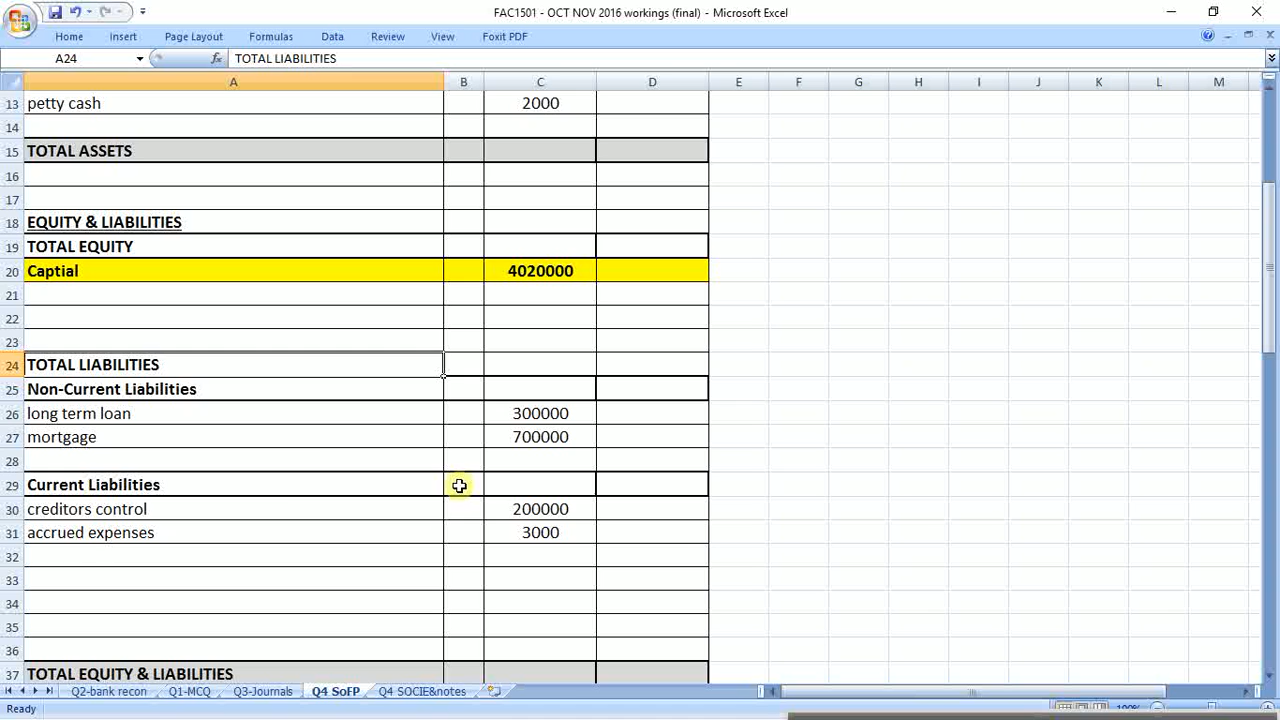 FAC1501 - OCT NOV 2016 workings (final) - Microsoft Excel
Home Insert Page Layout Formulas Data Review View Foxit PDF
A24 fx TOTAL LIABILITIES
A B C D E F G H I J K L M
13 petty cash 2000
14
15 TOTAL ASSETS
16
17
18 EQUITY & LIABILITIES
19 TOTAL EQUITY
20 Captial 4020000
21
22
23
24 TOTAL LIABILITIES
25 Non-Current Liabilities
26 long term loan 300000
27 mortgage 700000
28
29 Current Liabilities
30 creditors control 200000
31 accrued expenses 3000
32
33
34
35
36
37 TOTAL EQUITY & LIABILITIES
Q2-bank recon Q1-MCQ Q3-Journals Q4 SoFP Q4 SOCIE&notes
Ready 100%